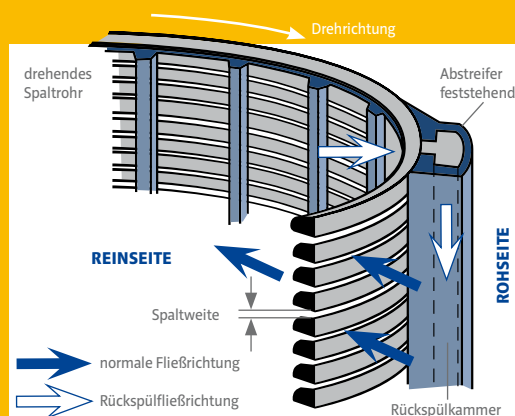 Drehrichtung
drehendes
Spaltrohr
Abstreifer
feststehend
REINSEITE
ROHSEITE
Spaltweite
normale Fließrichtung
Rückspülfließrichtung
Rückspülkammer